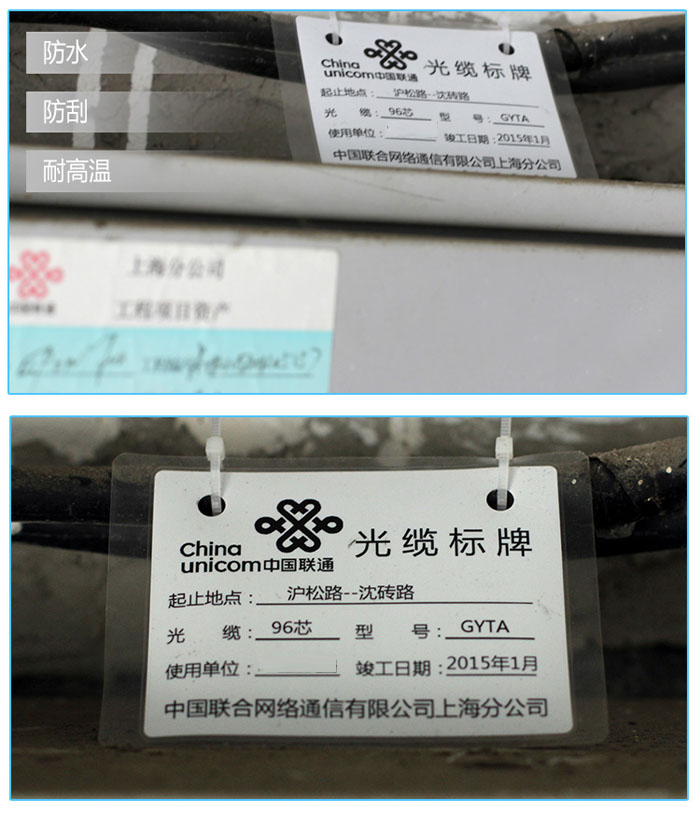 防水
防刮
耐高温
China
unicom中国联通 光缆标牌
起止地点： 沪松路--沈砖路
光 缆： 96芯 型 号： GYTA
使用单位： 竣工日期：2015年1月
中国联合网络通信有限公司上海分公司
上海分公司
工程项目资产
China
unicom中国联通 光缆标牌
起止地点： 沪松路--沈砖路
光 缆： 96芯 型 号： GYTA
使用单位： 竣工日期：2015年1月
中国联合网络通信有限公司上海分公司